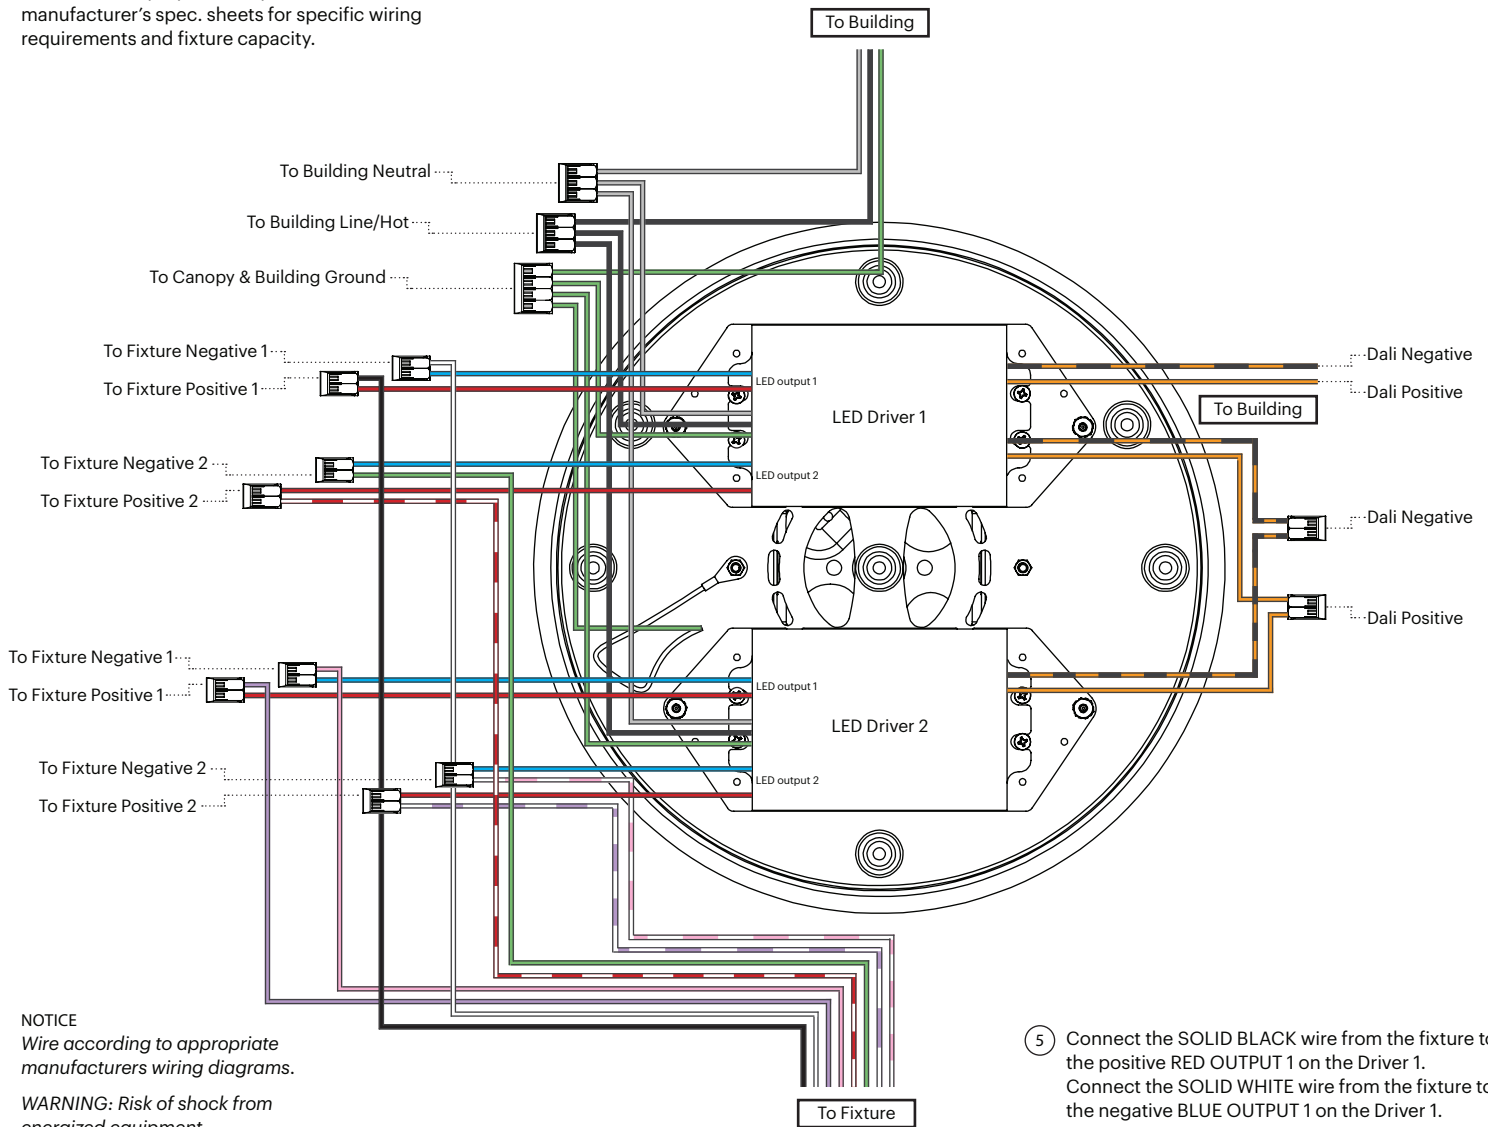 manufacturer's spec. sheets for specific wiring
requirements and fixture capacity.
To Building
To Building Neutral
To Building Line/Hot
To Canopy & Building Ground
To Fixture Negative 1
To Fixture Positive 1
To Fixture Negative 2
To Fixture Positive 2
LED output 1
LED Driver 1
LED output 2
Dali Negative
Dali Positive
To Building
Dali Negative
Dali Positive
To Fixture Negative 1
To Fixture Positive 1
To Fixture Negative 2
To Fixture Positive 2
LED output 1
LED Driver 2
LED output 2
NOTICE
Wire according to appropriate
manufacturers wiring diagrams.
WARNING: Risk of shock from
energized equipment
To Fixture
5 Connect the SOLID BLACK wire from the fixture to
the positive RED OUTPUT 1 on the Driver 1.
Connect the SOLID WHITE wire from the fixture to
the negative BLUE OUTPUT 1 on the Driver 1.